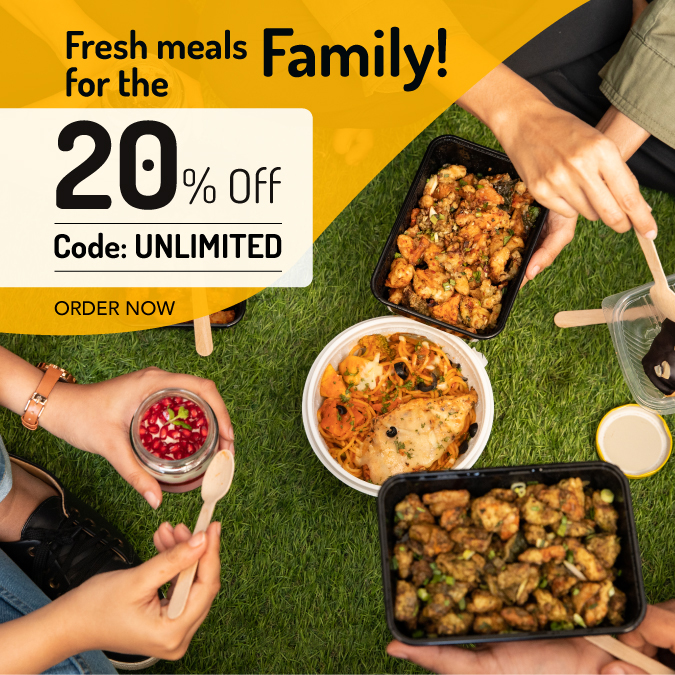 Fresh meals
for the Family!
20% Off
Code: UNLIMITED
ORDER NOW